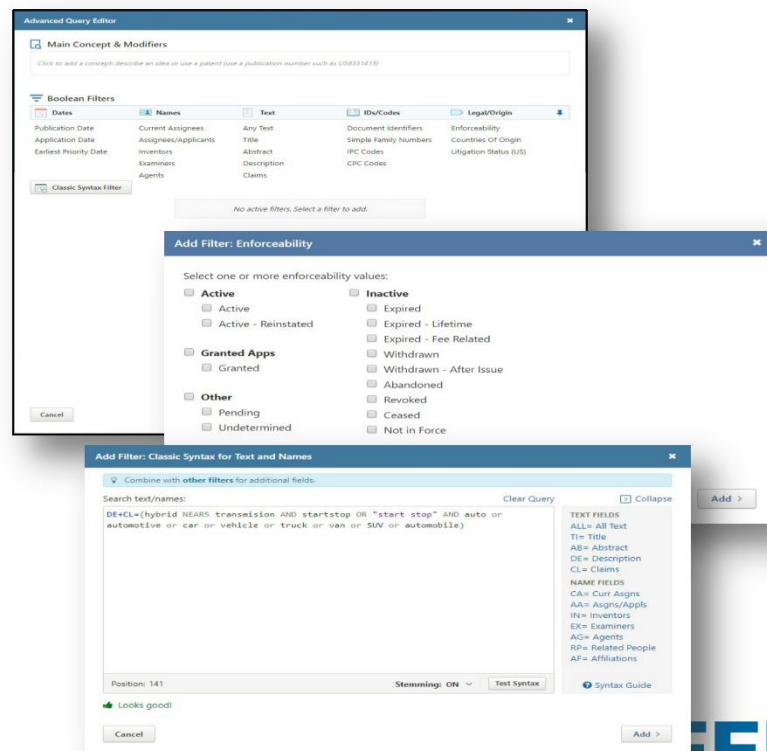 Advanced Query Editor
Main Concept & Modifiers
Click to add a concept describe an idea or use a patent (use a publication number such as US8331415)
Boolean Filters
Dates Names Text IDs/Codes Legal/Origin
Publication Date Current Assignees Any Text Document Identifiers Enforceability
Application Date Assignees/Applicants Title Simple Family Numbers Countries Of Origin
Earliest Priority Date Inventors Abstract IPC Codes Litigation Status (US)
Examiners Description CPC Codes
Agents Claims
Classic Syntax Filter
No active filters. Select a filter to add.
Cancel
Add Filter: Enforceability
Select one or more enforceability values:
Active Inactive
Active Expired
Active - Reinstated Expired - Lifetime
Expired - Fee Related
Granted Apps Withdrawn
Granted Withdrawn - After Issue
Abandoned
Other Revoked
Pending Ceased
Undetermined Not in Force
Add >
Add Filter: Classic Syntax for Text and Names
Combine with other filters for additional fields.
Search text/names: Clear Query Collapse
DE+CL=(hybrid NEAR5 transmision AND startstop OR "start stop" AND auto or
automotive or car or vehicle or truck or van or SUV or automobile)
TEXT FIELDS
ALL= All Text
TI= Title
AB= Abstract
DE= Description
CL= Claims
NAME FIELDS
CA= Curr Asgns
AA= Asgns/Appls
IN= Inventors
EX= Examiners
AG= Agents
RP= Related People
AF= Affiliations
Position: 141 Stemming: ON Test Syntax Syntax Guide
Looks good!
Cancel Add >